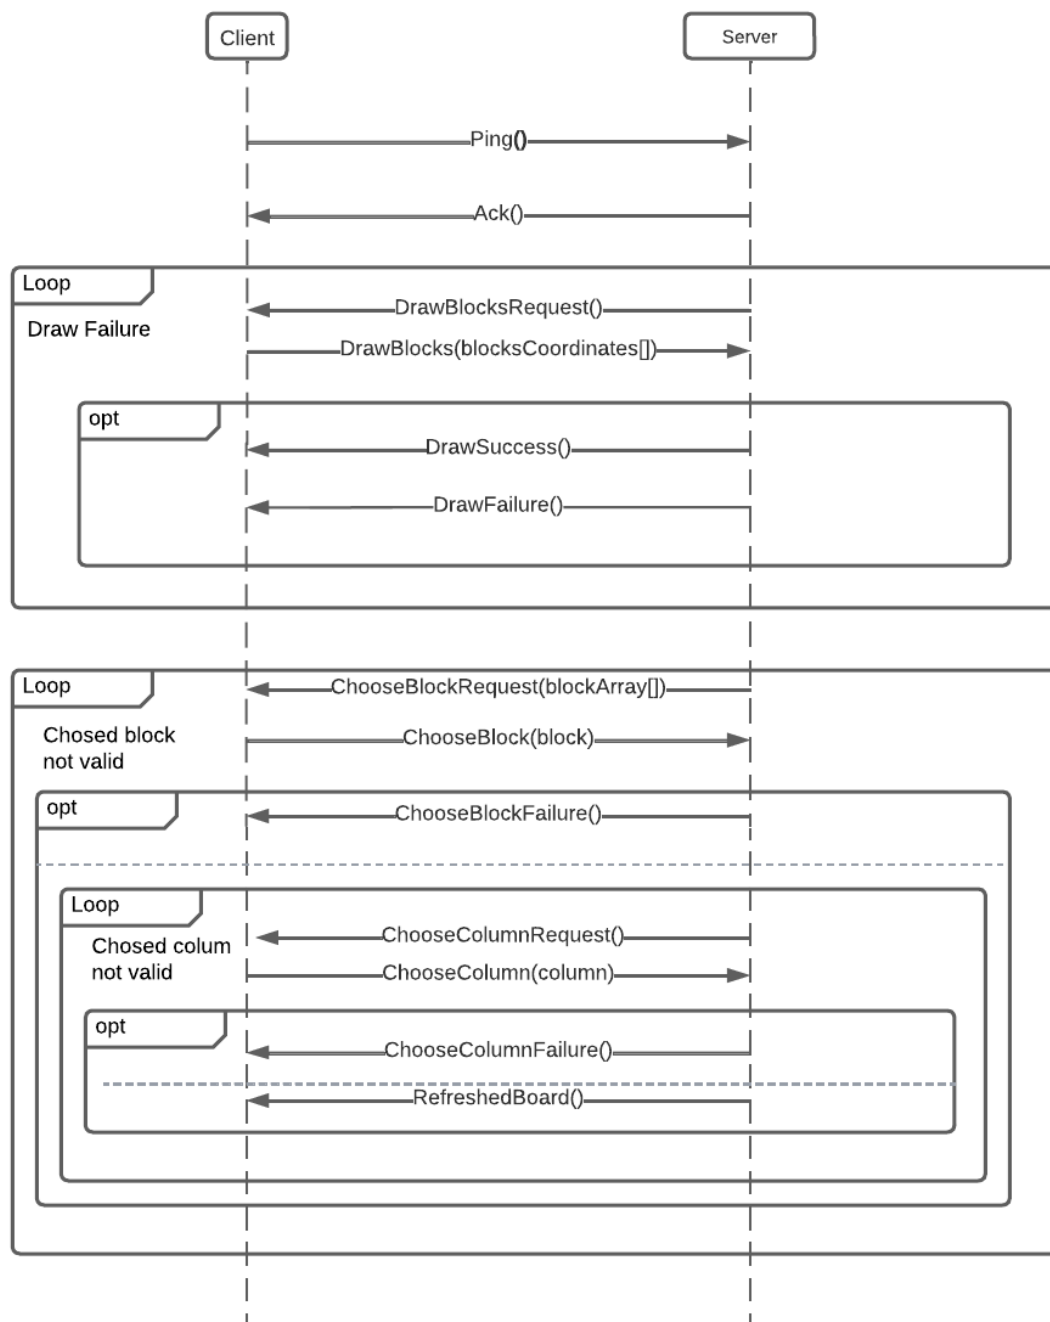 Client
Server
Ping()
Ack()
Loop
DrawBlocksRequest()
Draw Failure
DrawBlocks(blocksCoordinates[])
opt
DrawSuccess()
DrawFailure()
Loop
ChooseBlockRequest(blockArray[])
Chosed block
not valid
ChooseBlock(block)
opt
ChooseBlockFailure()
Loop
ChooseColumnRequest()
Chosed colum
not valid
ChooseColumn(column)
opt
ChooseColumnFailure()
RefreshedBoard()